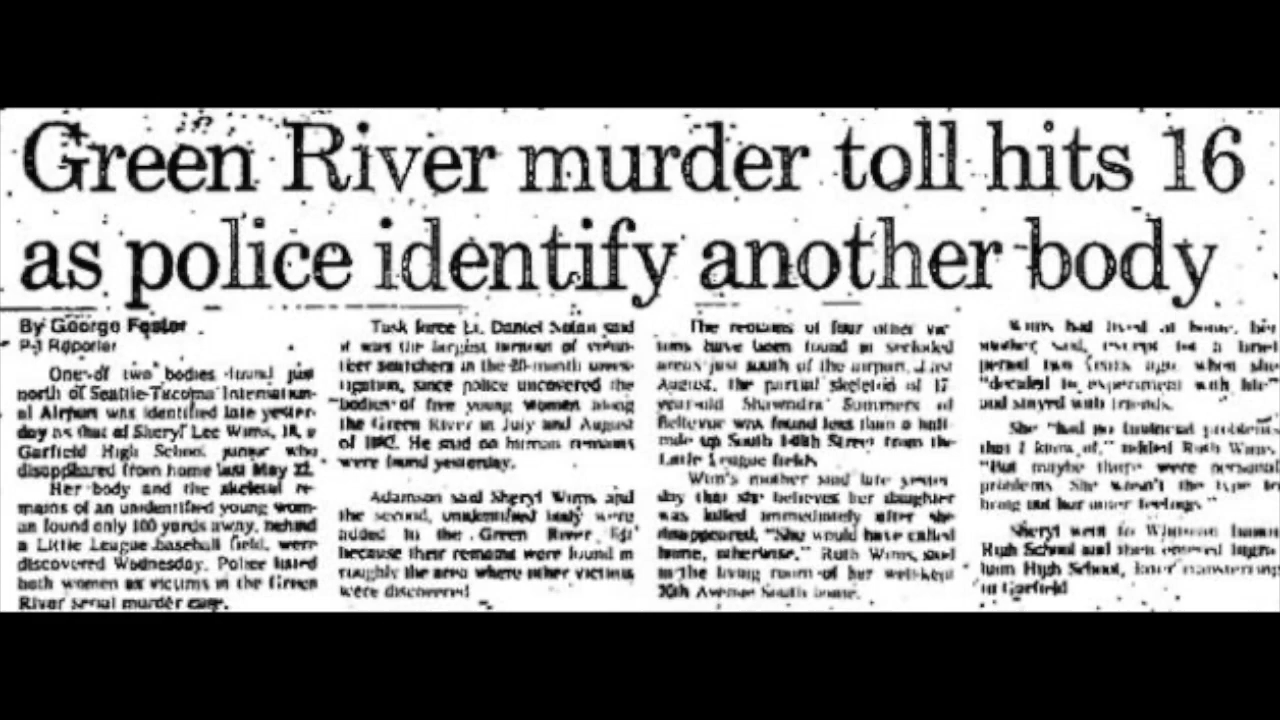 Green River murder toll hits 16
as police identify another body
By George Foster
P-I Reporter
One of two bodies found just
north of Seattle-Tacoma Internation-
al Airport was identified late yester-
day as that of Sheryl Lee Wims, 18, a
Garfield High School junior who
disappeared from home last May 22.
Her body and the skeletal re-
mains of an unidentified young wom-
an found only 100 yards away, behind
a Little League baseball field, were
discovered Wednesday. Police listed
both women as victims in the Green
River serial murder case.
Task force Lt. Daniel Nolan said
it was the largest turnout of volun-
teer searchers in the 20-month inves-
tigation, since police uncovered the
bodies of five young women along
the Green River in July and August
of 1982. He said no human remains
were found yesterday.
Adamson said Sheryl Wims and
the second, unidentified body were
added to the Green River list
because their remains were found in
roughly the area where other victims
were discovered.
The remains of four other vic-
tims have been found in secluded
areas just south of the airport. Last
August, the partial skeleton of 17-
year-old Shawndra Summers of
Bellevue was found less than a half-
mile up South 146th Street from the
Little League fields.
Wim's mother said late yester-
day that she believes her daughter
was killed immediately after she
disappeared. "She would have called
home, otherwise," Ruth Wims, said
in the living room of her well-kept
20th Avenue South home.
Wims had lived at home, her
mother said, except for a brief
period two years ago when she
"decided to experiment with life"
and stayed with friends.
She "had no financial problems
that I know of," added Ruth Wims.
"But maybe there were personal
problems. She wasn't the type to
bring out her inner feelings."
Sheryl went to Whitman Junior
High School and then entered Ingra-
ham High School, later transferring
to Garfield.